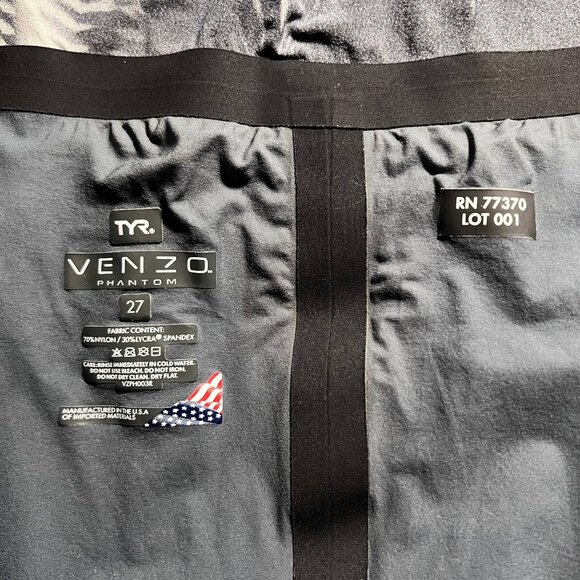 TYR®
VENZO™
PHANTOM
27
FABRIC CONTENT:
70%NYLON / 30%LYCRA® SPANDEX
CARE:RINSE IMMEDIATELY IN COLD WATER.
DO NOT USE BLEACH. DO NOT IRON.
DO NOT DRY CLEAN. DRY FLAT.
VZPH003R
MANUFACTURED IN THE U.S.A
OF IMPORTED MATERIALS
RN 77370
LOT 001